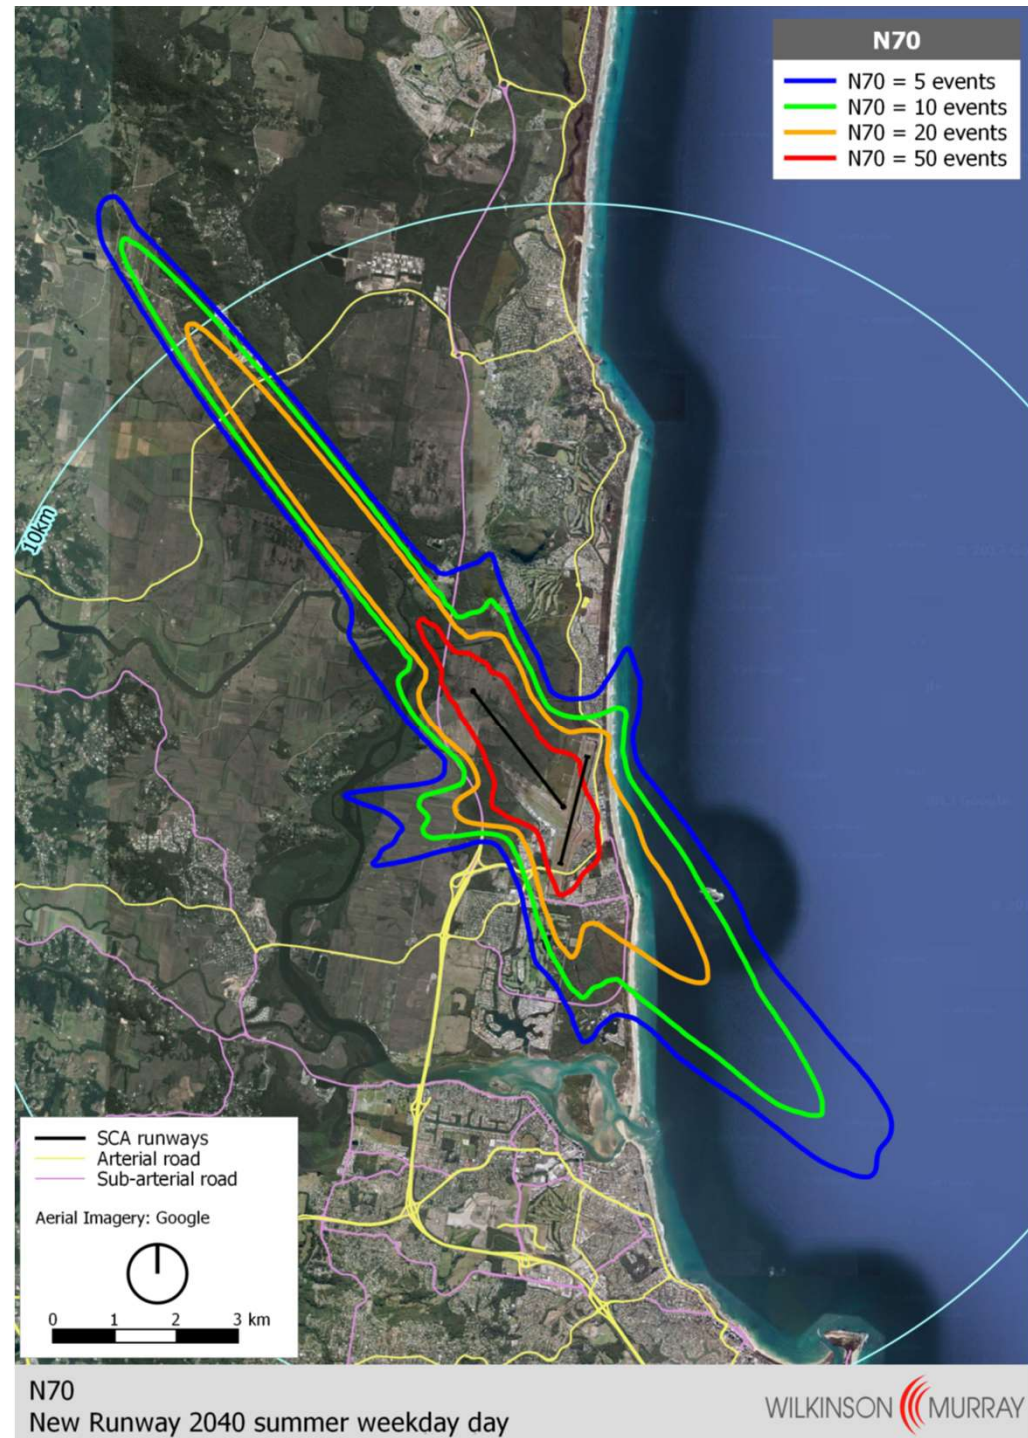 N70
N70 = 5 events
N70 = 10 events
N70 = 20 events
N70 = 50 events
10km
SCA runways
Arterial road
Sub-arterial road
Aerial Imagery: Google
0 1 2 3 km
N70
New Runway 2040 summer weekday day
WILKINSON MURRAY